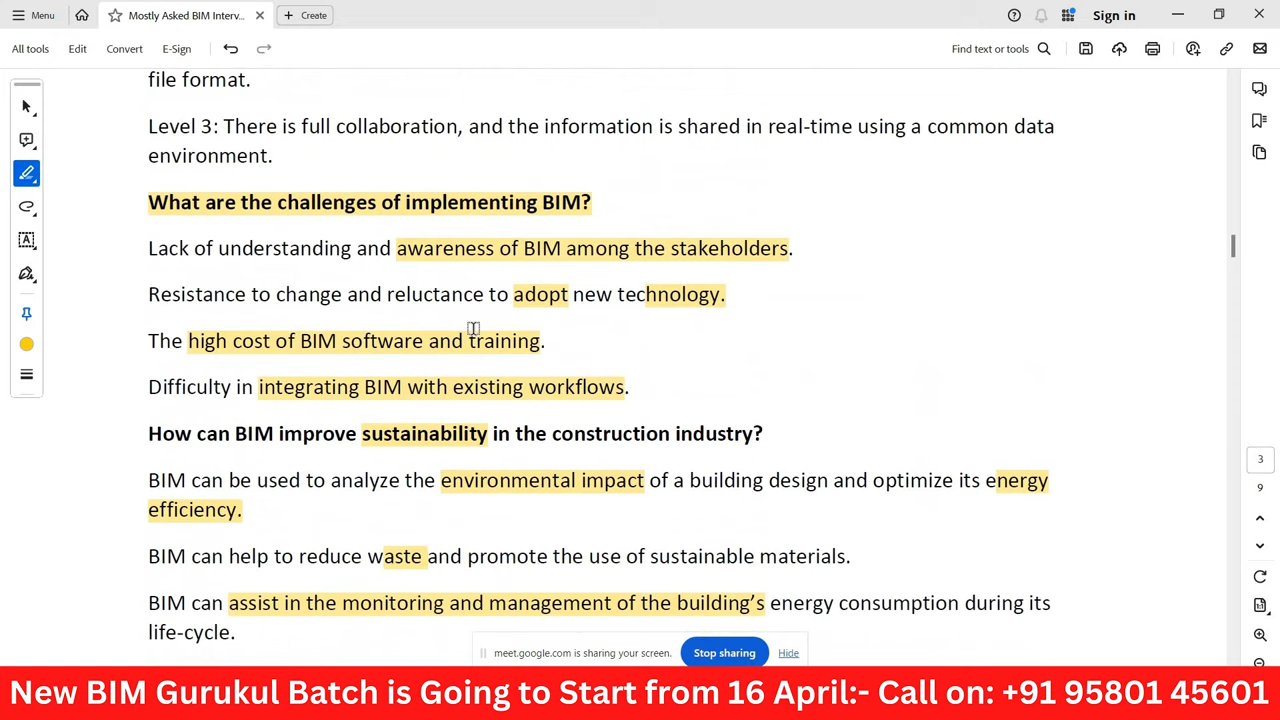 Menu
Mostly Asked BIM Interv...
Create
Sign in
All tools
Edit
Convert
E-Sign
Find text or tools
file format.
Level 3: There is full collaboration, and the information is shared in real-time using a common data
environment.
What are the challenges of implementing BIM?
Lack of understanding and awareness of BIM among the stakeholders.
Resistance to change and reluctance to adopt new technology.
The high cost of BIM software and training.
Difficulty in integrating BIM with existing workflows.
How can BIM improve sustainability in the construction industry?
BIM can be used to analyze the environmental impact of a building design and optimize its energy
efficiency.
BIM can help to reduce waste and promote the use of sustainable materials.
BIM can assist in the monitoring and management of the building’s energy consumption during its
life-cycle.
3
9
meet.google.com is sharing your screen.
Stop sharing
Hide
New BIM Gurukul Batch is Going to Start from 16 April:- Call on: +91 95801 45601